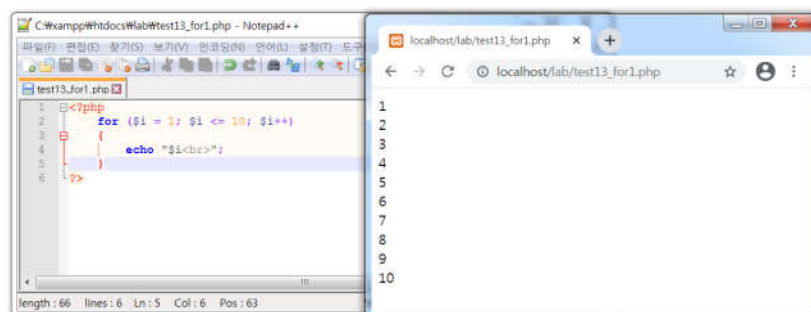 C:₩xampp₩htdocs₩lab₩test13_for1.php - Notepad++
파일(F) 편집(E) 찾기(S) 보기(V) 인코딩(N) 언어(L) 설정(T) 도구
test13_for1.php
1 <?php
2 for ($i = 1; $i <= 10; $i++)
3 {
4 echo "$i<br>";
5 }
6 ?>
length : 66 lines : 6 Ln : 5 Col : 6 Pos : 63
localhost/lab/test13_for1.php
localhost/lab/test13_for1.php
1
2
3
4
5
6
7
8
9
10